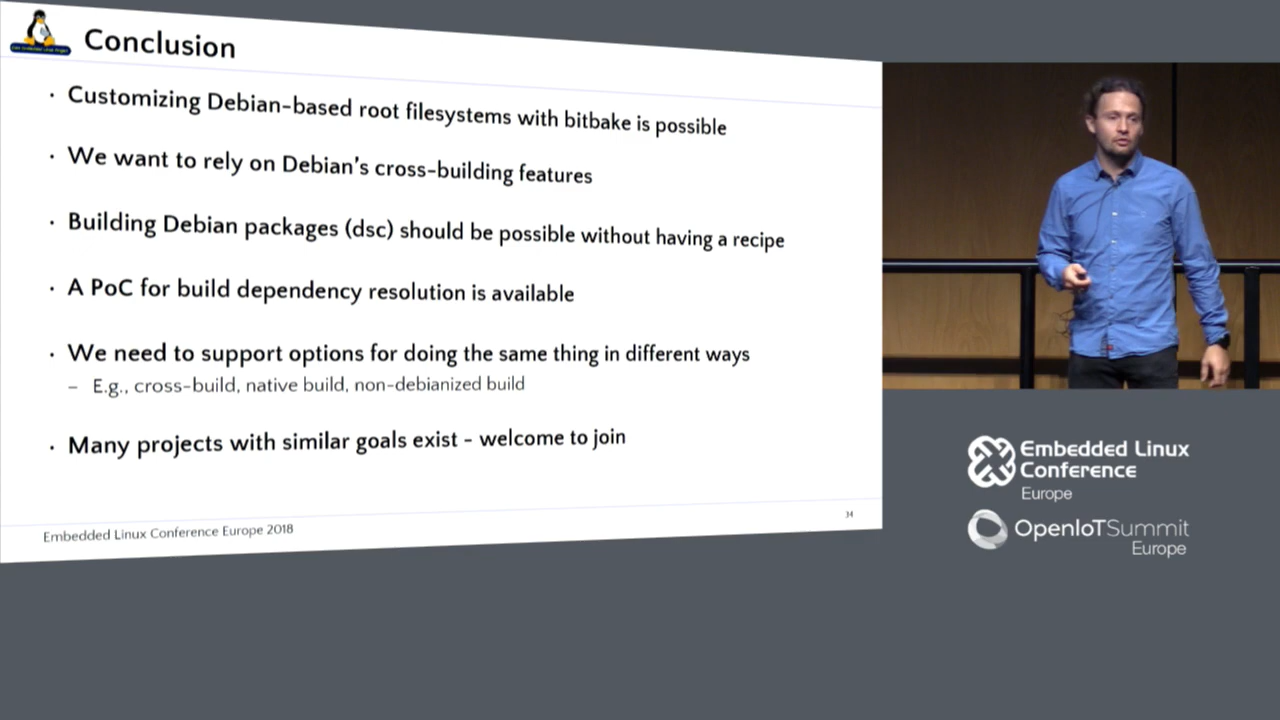 Conclusion
· Customizing Debian-based root filesystems with bitbake is possible
· We want to rely on Debian's cross-building features
· Building Debian packages (dsc) should be possible without having a recipe
· A PoC for build dependency resolution is available
· We need to support options for doing the same thing in different ways
– E.g., cross-build, native build, non-debianized build
· Many projects with similar goals exist - welcome to join
Embedded Linux Conference Europe 2018
34
Embedded Linux
Conference
Europe
OpenIoTSummit
Europe